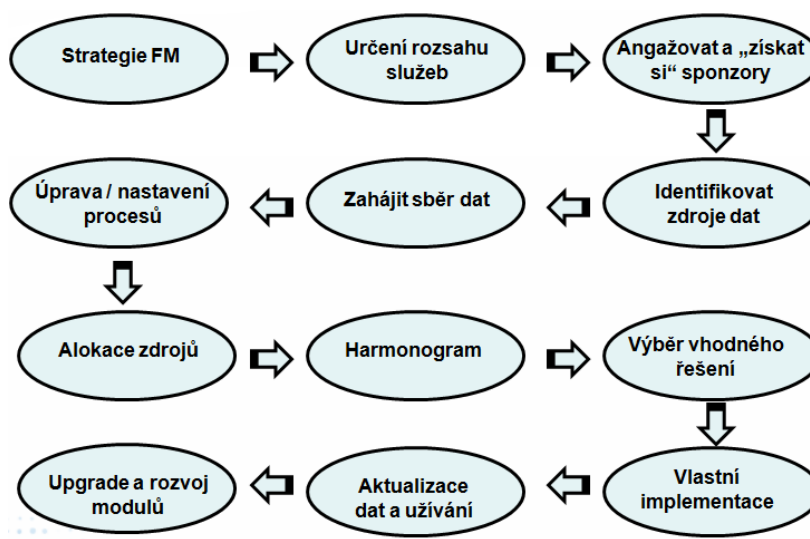 Strategie FM
Určení rozsahu
služeb
Angažovat a „získat
si“ sponzory
Identifikovat
zdroje dat
Zahájit sběr dat
Úprava / nastavení
procesů
Alokace zdrojů
Harmonogram
Výběr vhodného
řešení
Vlastní
implementace
Aktualizace
dat a užívání
Upgrade a rozvoj
modulů